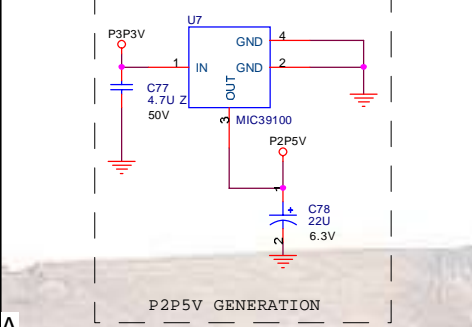 U7
P3P3V
GND 4
1 IN GND 2
OUT
C77
4.7U Z
50V
3
MIC39100
P2P5V
1
C78
+
22U
6.3V
2
P2P5V GENERATION
A